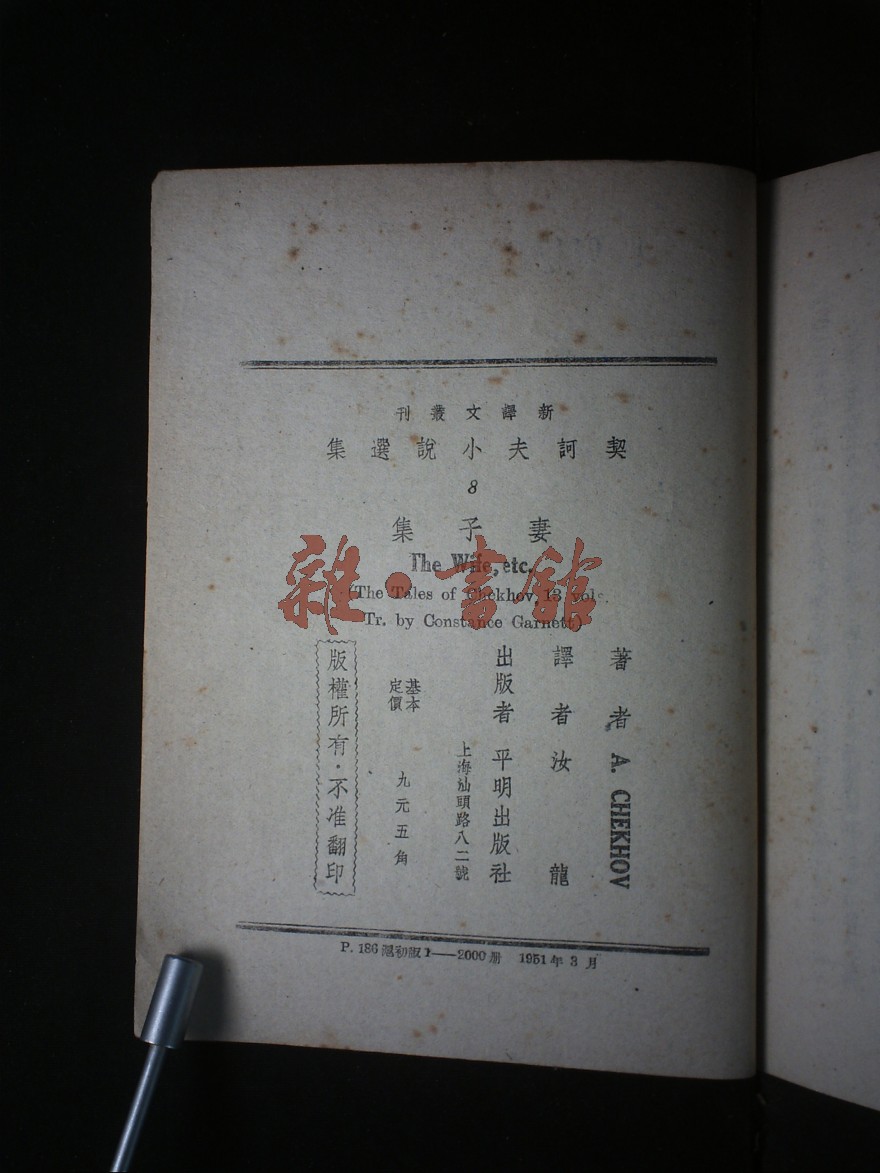 新譯文叢刊
契訶夫小說選集
8
妻子集
The Wife, etc.
(The Tales of Chekhov, 13 vols.
Tr. by Constance Garnett)
著者 A. CHEKHOV
譯者 汝龍
出版者 平明出版社
上海汕頭路八二號
基本定價 九元五角
版權所有·不准翻印
P. 186 滬初版 1——2000册 1951年3月
雜·書館